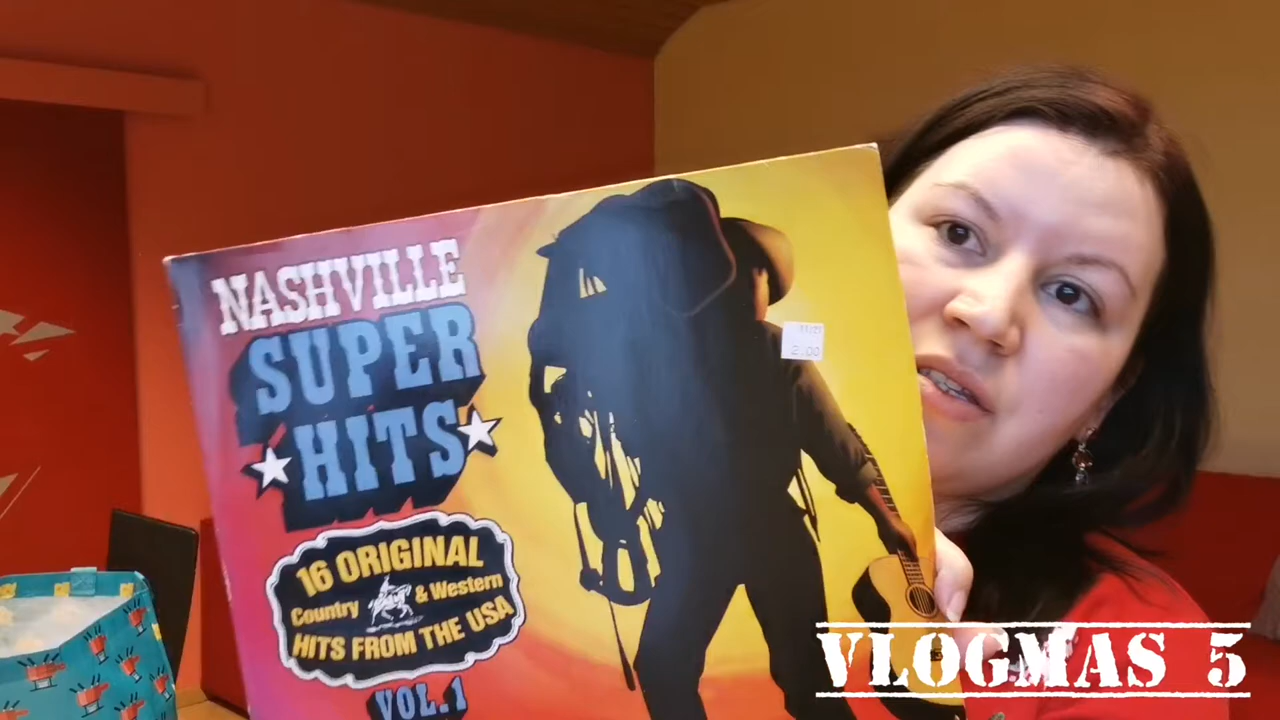 NASHVILLE
SUPER
HITS
16 ORIGINAL
Country & Western
HITS FROM THE USA
VOL.1
2.00
VLOGMAS 5